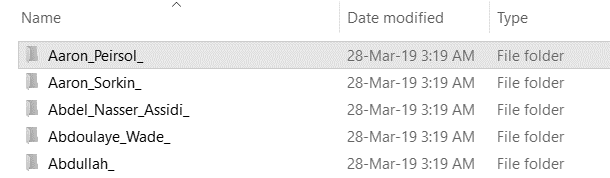 Name Date modified Type
Aaron_Peirsol_ 28-Mar-19 3:19 AM File folder
Aaron_Sorkin_ 28-Mar-19 3:19 AM File folder
Abdel_Nasser_Assidi_ 28-Mar-19 3:19 AM File folder
Abdoulaye_Wade_ 28-Mar-19 3:19 AM File folder
Abdullah_ 28-Mar-19 3:19 AM File folder